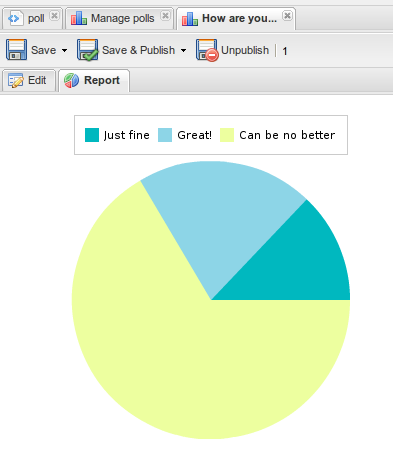 poll Manage polls How are you...
Save Save & Publish Unpublish 1
Edit Report
Just fine Great! Can be no better